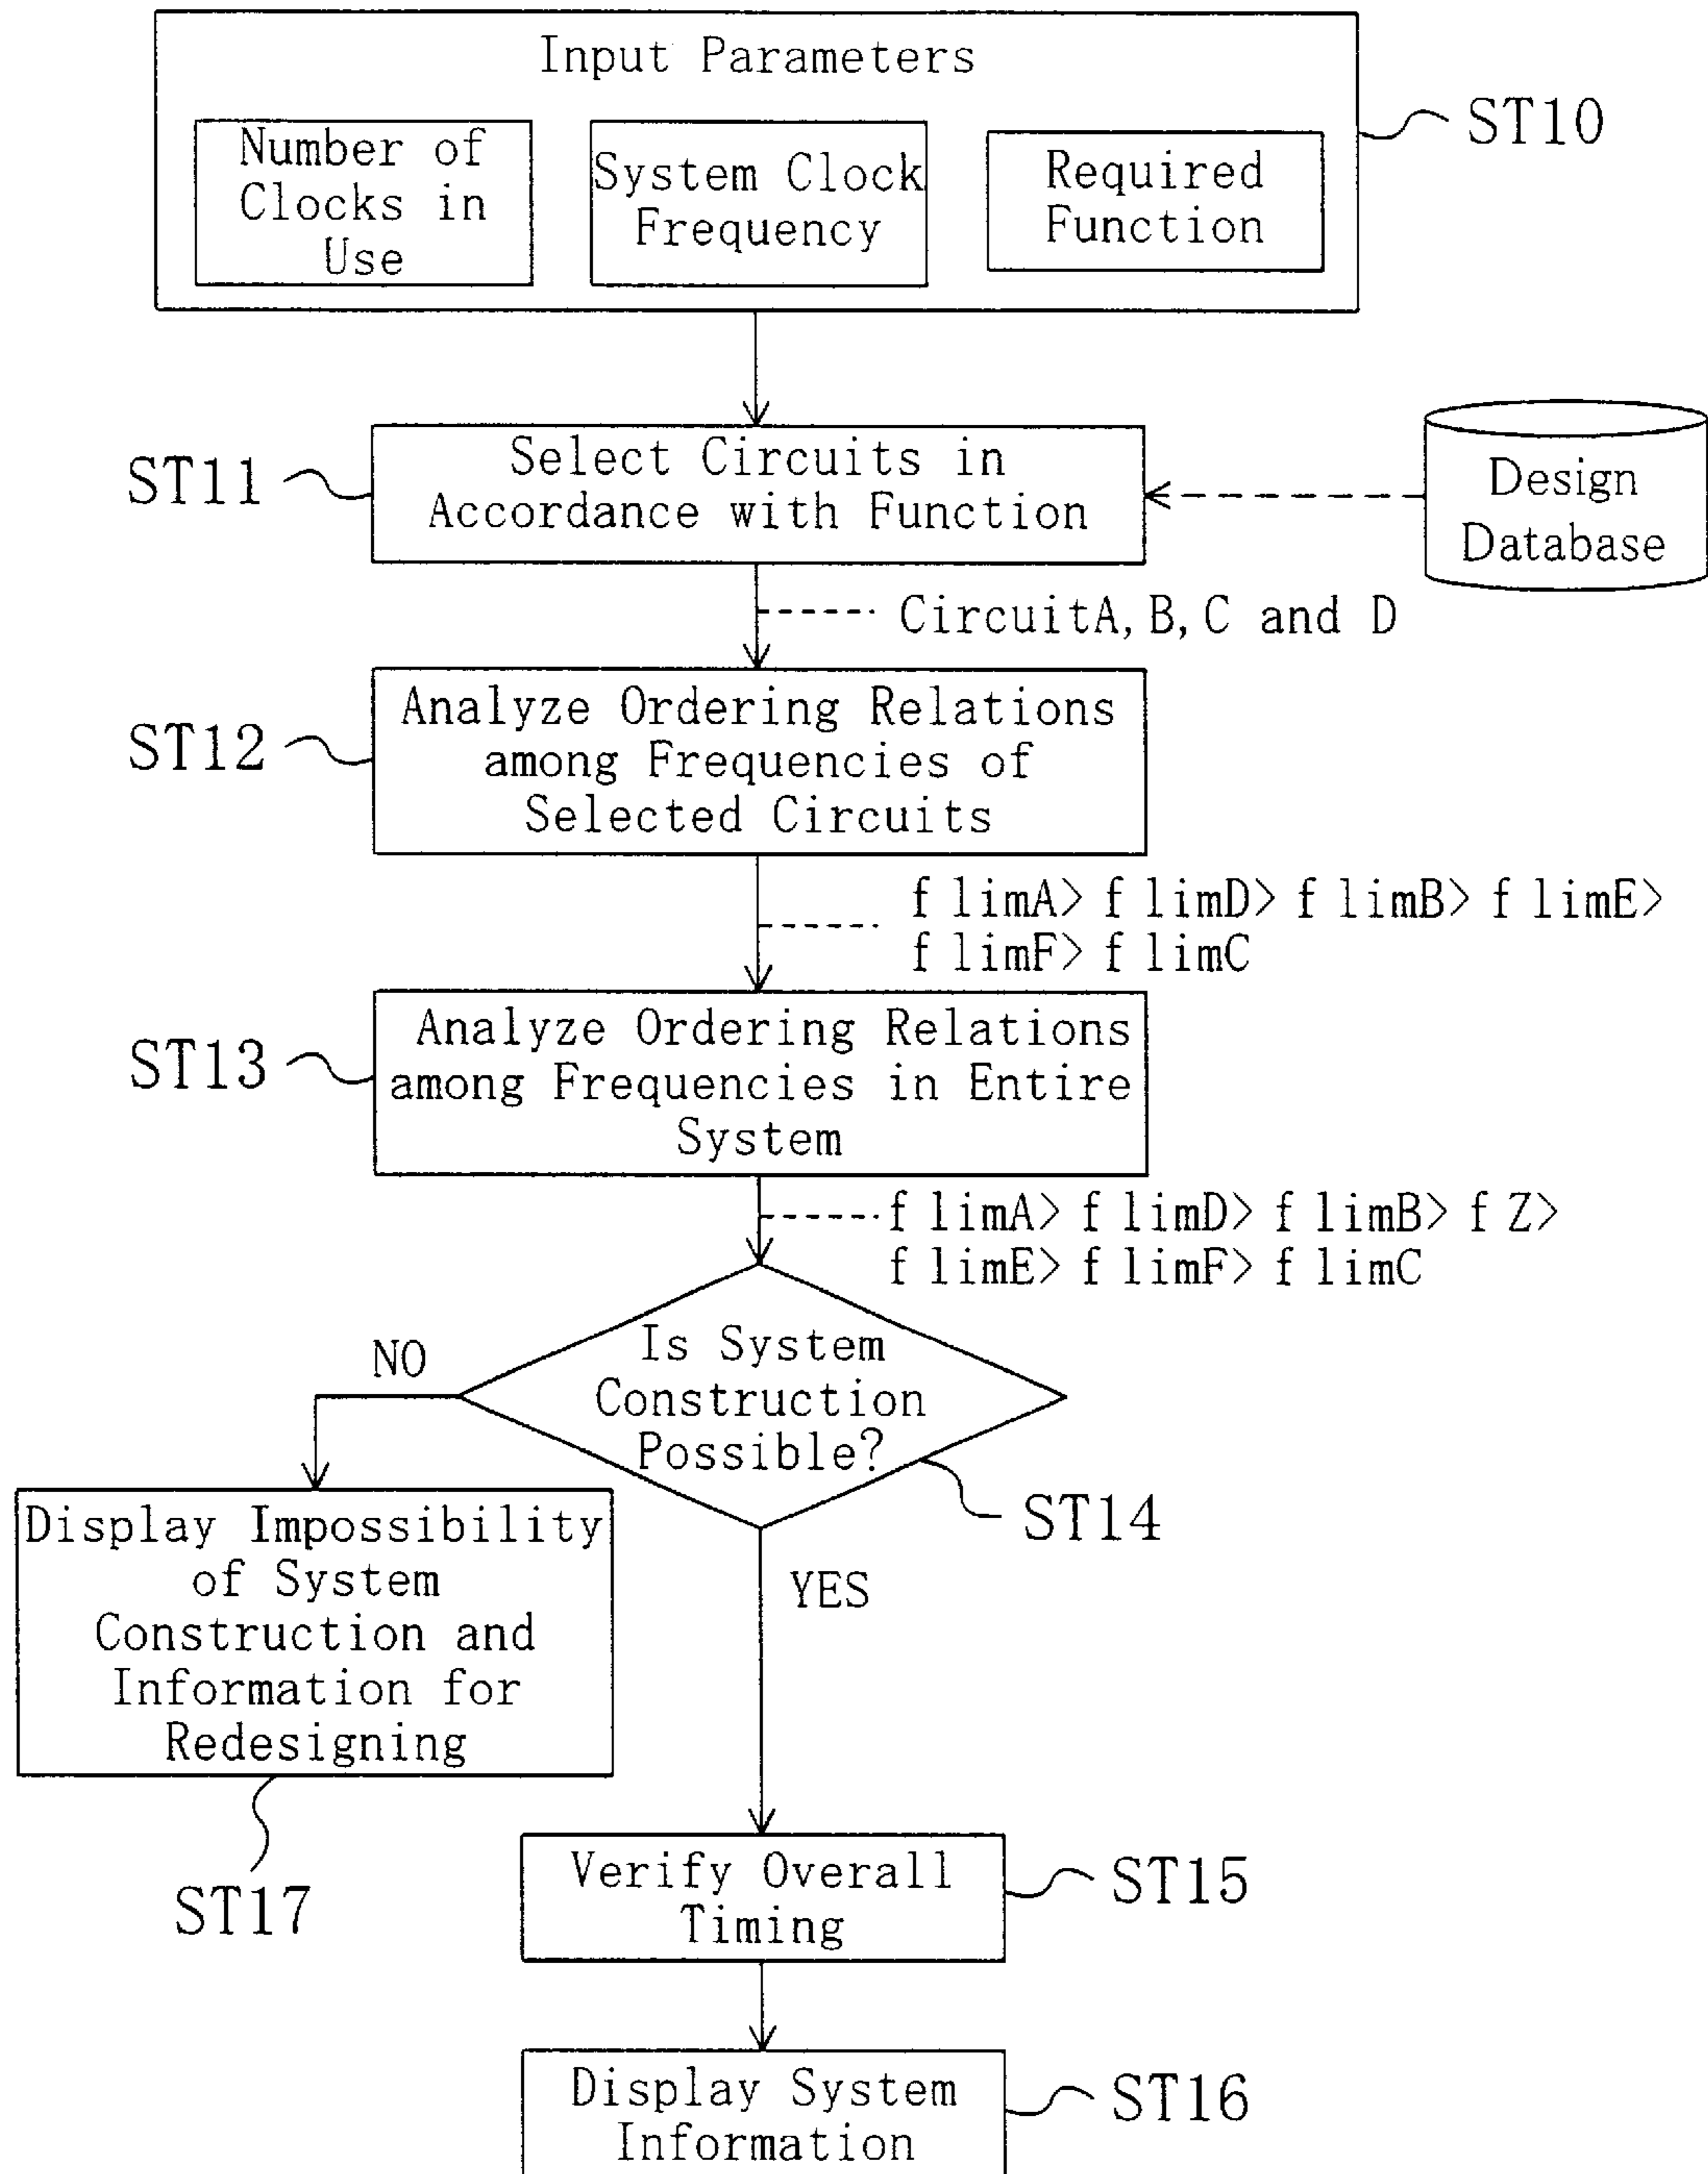 Input Parameters
Number of
Clocks in
Use
System Clock
Frequency
Required
Function
ST10
ST11
Select Circuits in
Accordance with Function
Design
Database
CircuitA, B, C and D
ST12
Analyze Ordering Relations
among Frequencies of
Selected Circuits
f limA> f limD> f limB> f limE>
f limF> f limC
ST13
Analyze Ordering Relations
among Frequencies in Entire
System
f limA> f limD> f limB> f Z>
f limE> f limF> f limC
NO
Is System
Construction
Possible?
ST14
YES
Display Impossibility
of System
Construction and
Information for
Redesigning
ST17
Verify Overall
Timing
ST15
Display System
Information
ST16